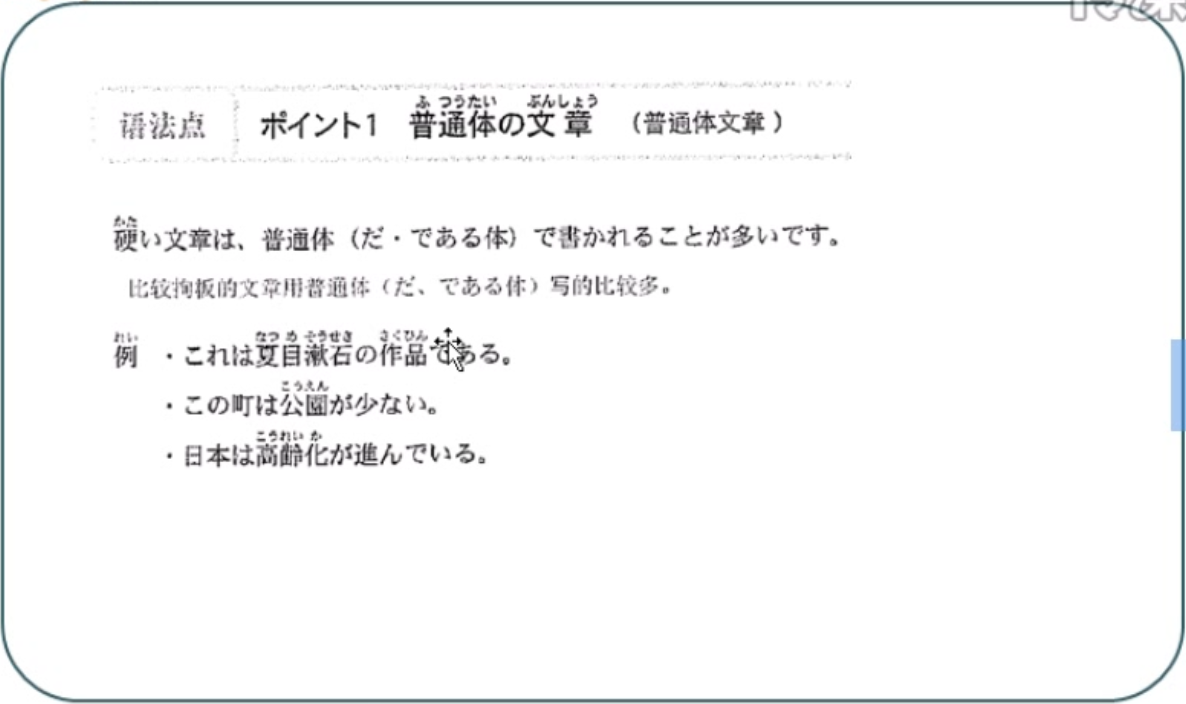 语法点 ポイント1 普通体の文章 （普通体文章）
硬い文章は、普通体（だ・である体）で書かれることが多いです。
比较拘板的文章用普通体（だ、である体）写的比较多。
例 ・これは夏目漱石の作品である。
・この町は公園が少ない。
・日本は高齢化が進んでいる。